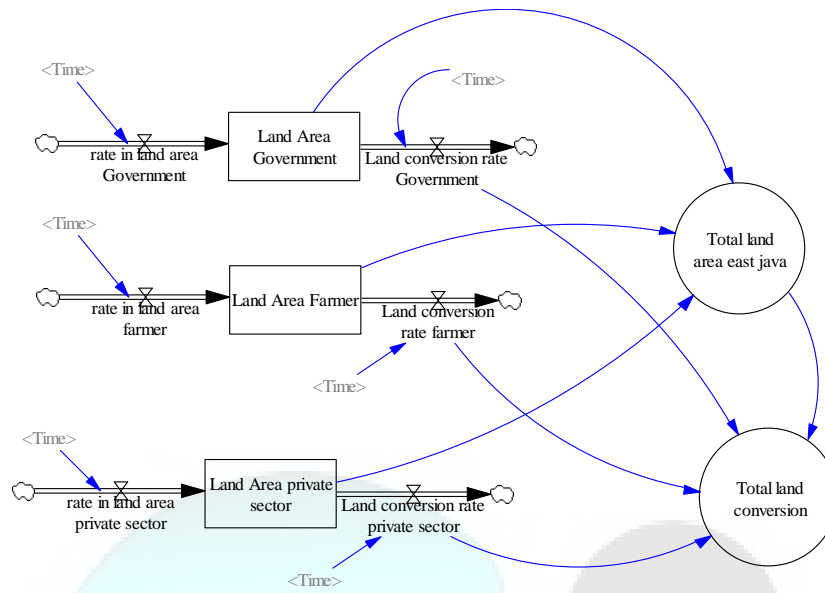 <Time>
<Time>
rate in land area
Government
Land Area
Government
Land conversion rate
Government
Total land
area east java
<Time>
rate in land area
farmer
Land Area Farmer
Land conversion
rate farmer
<Time>
<Time>
rate in land area
private sector
Land Area private
sector
Land conversion rate
private sector
<Time>
Total land
conversion